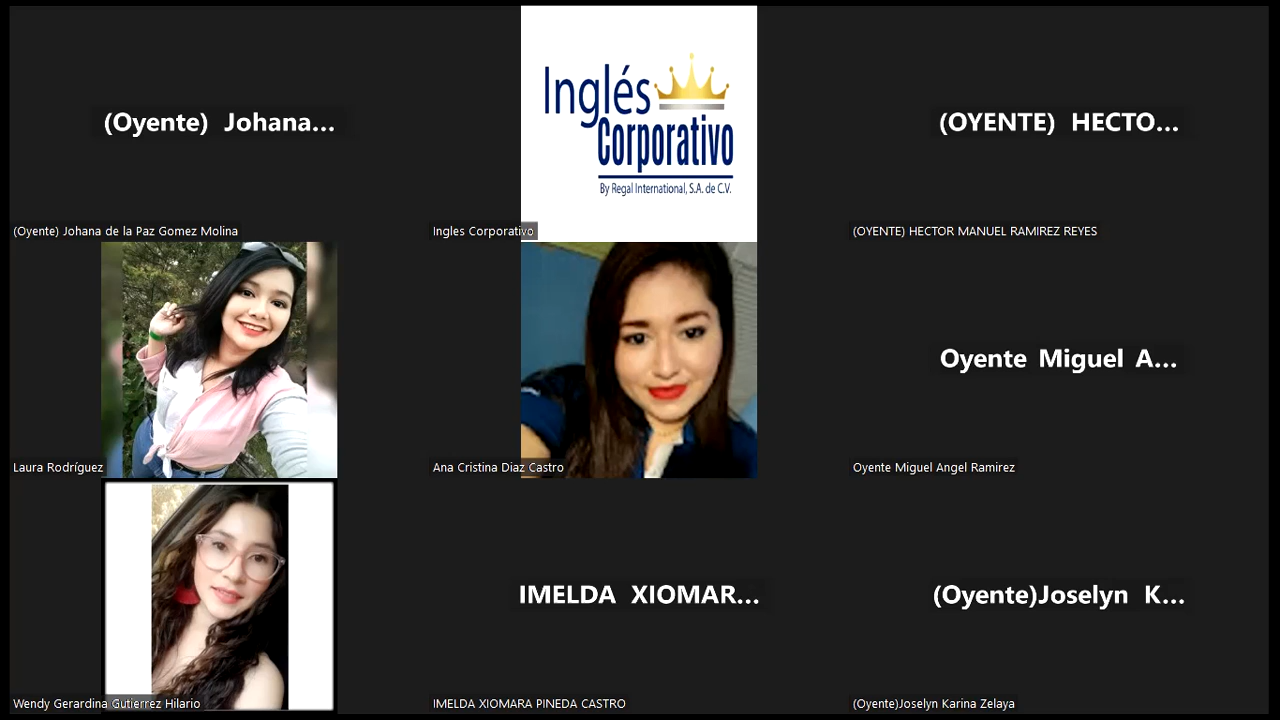 (Oyente) Johana...
Inglés
Corporativo
By Regal International, S.A. de C.V.
(OYENTE) HECTO...
(Oyente) Johana de la Paz Gomez Molina
Ingles Corporativo
(OYENTE) HECTOR MANUEL RAMIREZ REYES
Oyente Miguel A...
Laura Rodríguez
Ana Cristina Diaz Castro
Oyente Miguel Angel Ramirez
IMELDA XIOMAR...
(Oyente)Joselyn K...
Wendy Gerardina Gutierrez Hilario
IMELDA XIOMARA PINEDA CASTRO
(Oyente)Joselyn Karina Zelaya